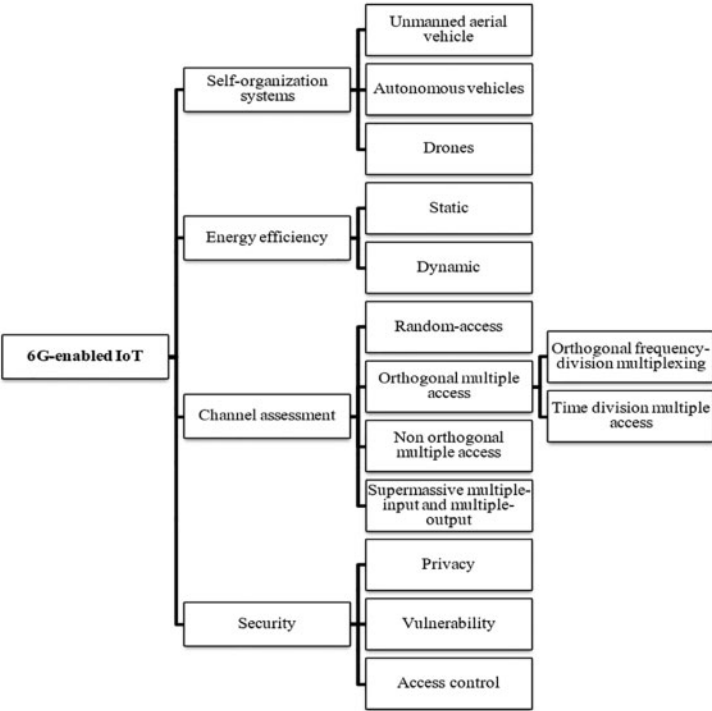 6G-enabled IoT
Self-organization
systems
Unmanned aerial
vehicle
Autonomous vehicles
Drones
Energy efficiency
Static
Dynamic
Channel assessment
Random-access
Orthogonal multiple
access
Orthogonal frequency-
division multiplexing
Time division multiple
access
Non orthogonal
multiple access
Supermassive multiple-
input and multiple-
output
Security
Privacy
Vulnerability
Access control